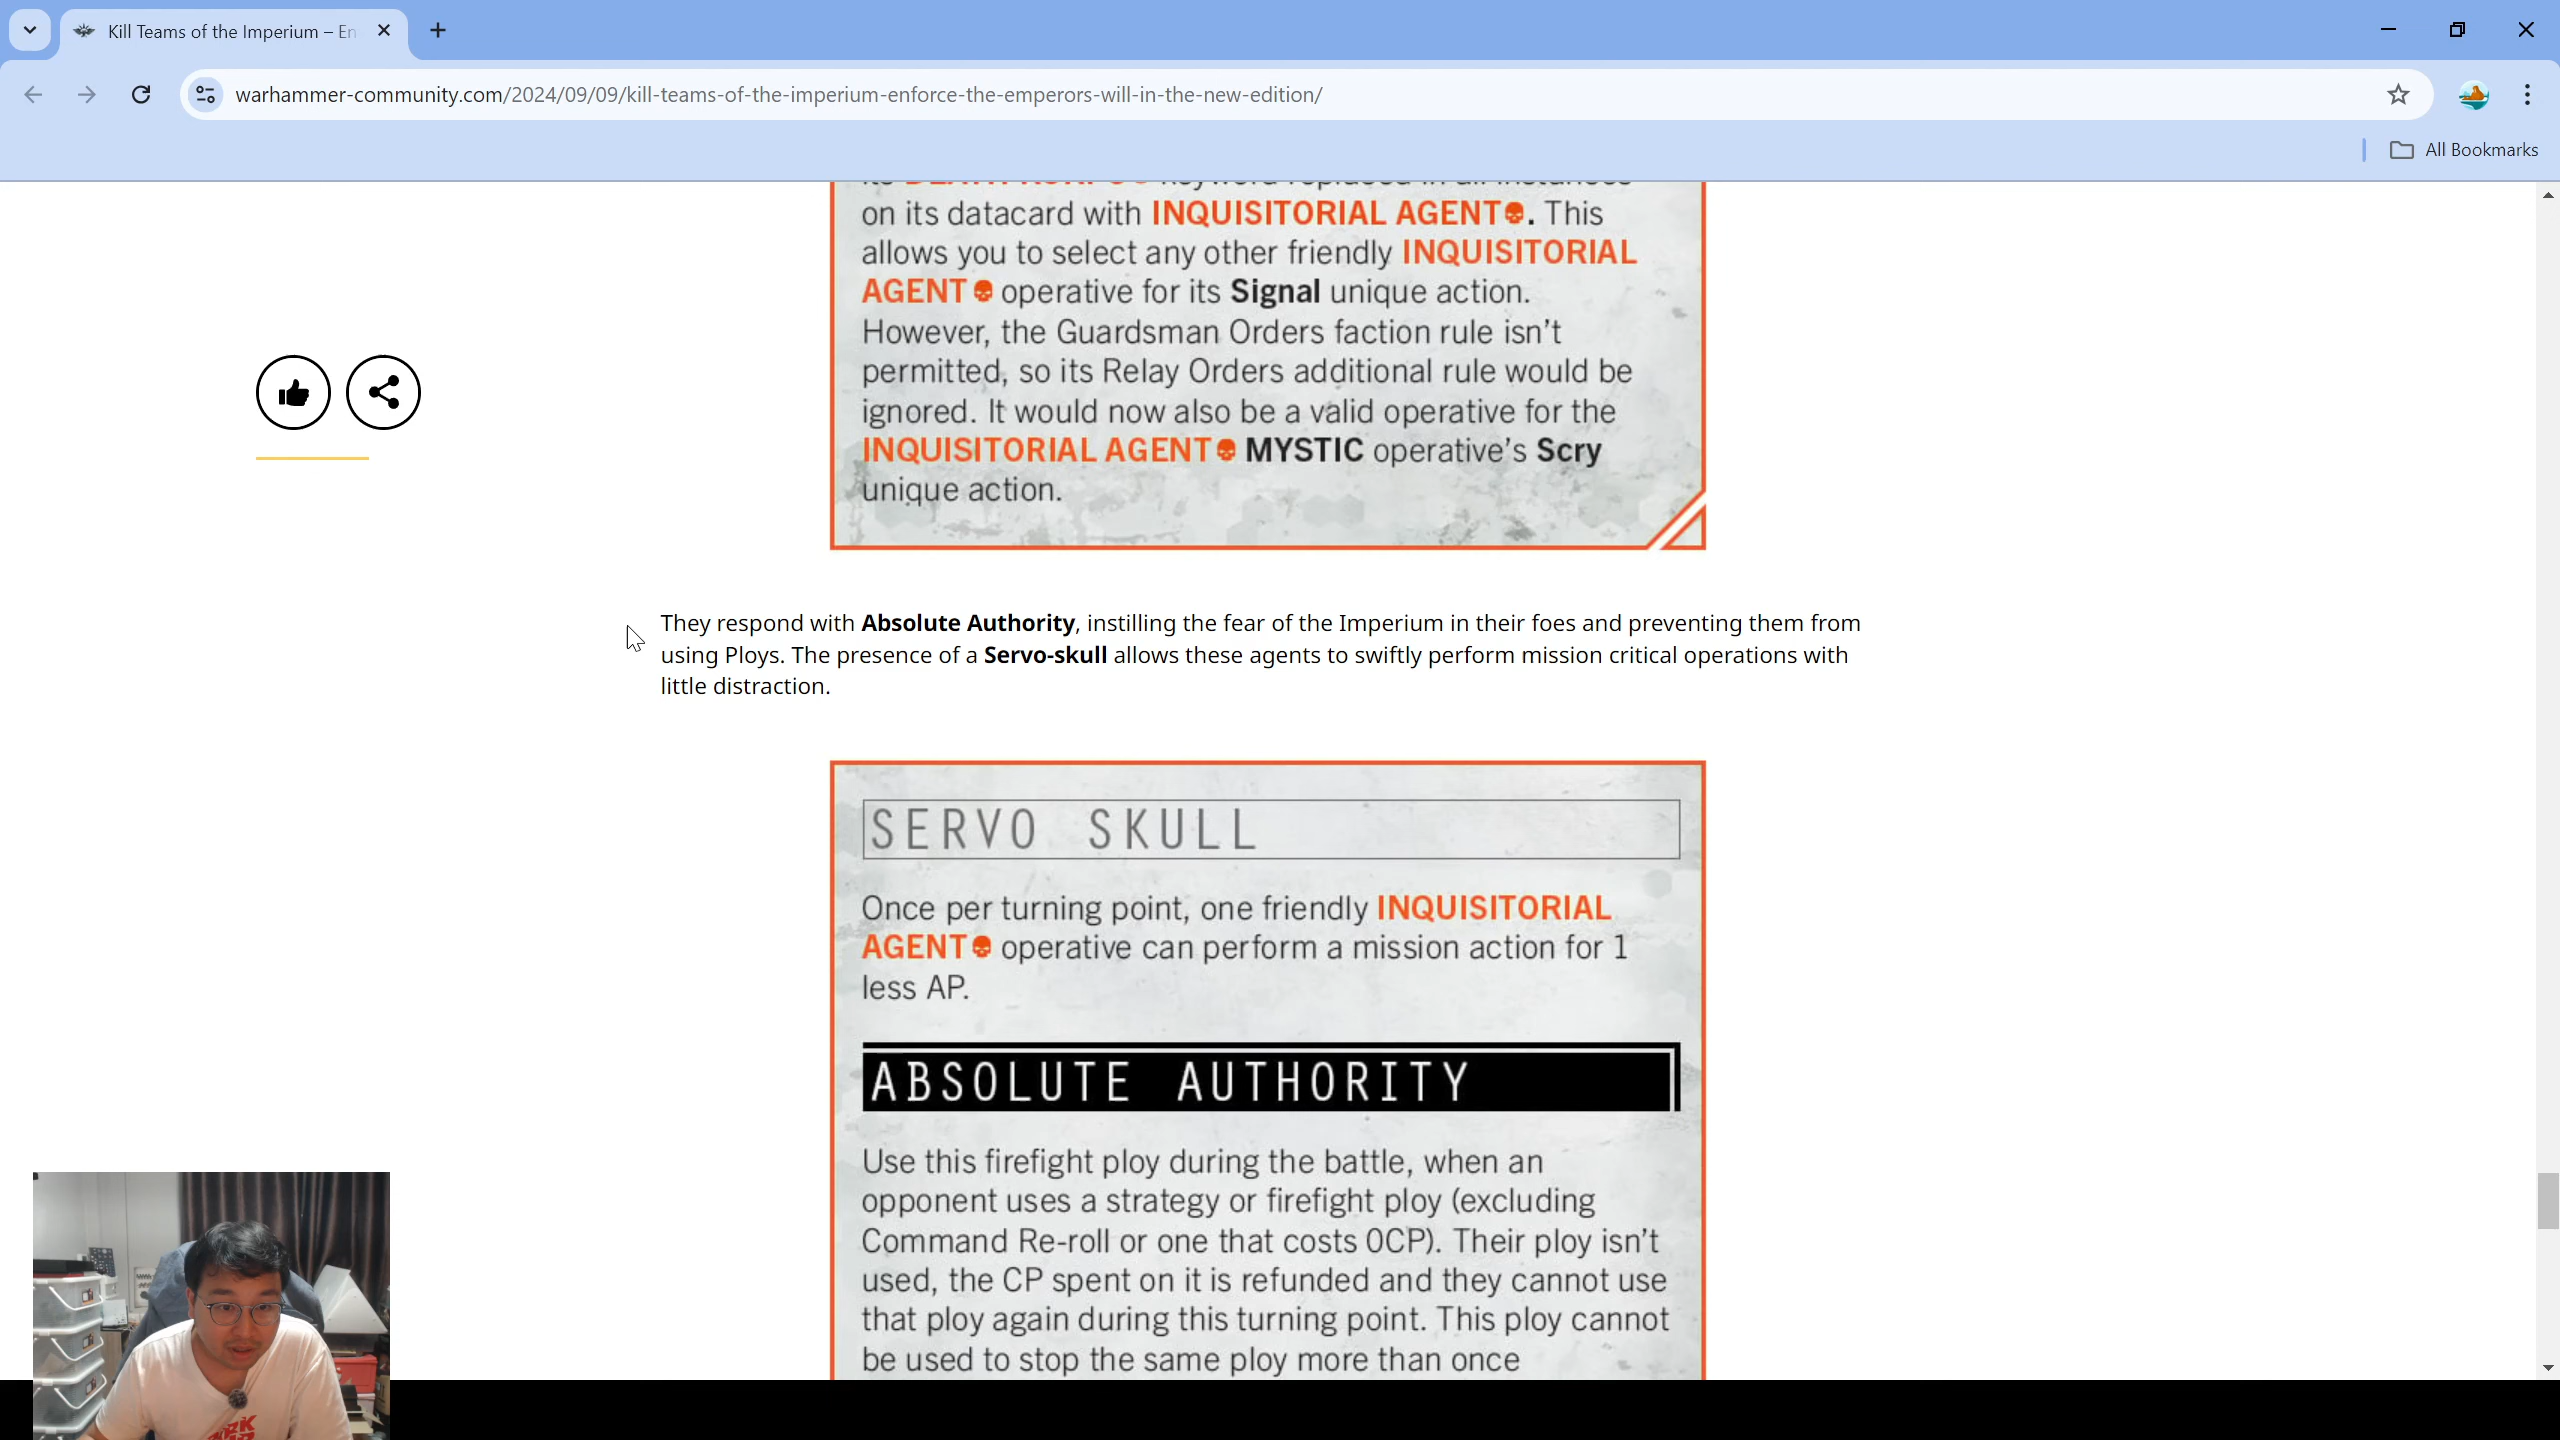 Kill Teams of the Imperium – En
warhammer-community.com/2024/09/09/kill-teams-of-the-imperium-enforce-the-emperors-will-in-the-new-edition/
All Bookmarks
on its datacard with INQUISITORIAL AGENT. This
allows you to select any other friendly INQUISITORIAL
AGENT operative for its Signal unique action.
However, the Guardsman Orders faction rule isn't
permitted, so its Relay Orders additional rule would be
ignored. It would now also be a valid operative for the
INQUISITORIAL AGENT MYSTIC operative's Scry
unique action.
They respond with Absolute Authority, instilling the fear of the Imperium in their foes and preventing them from
using Ploys. The presence of a Servo-skull allows these agents to swiftly perform mission critical operations with
little distraction.
SERVO SKULL
Once per turning point, one friendly INQUISITORIAL
AGENT operative can perform a mission action for 1
less AP.
ABSOLUTE AUTHORITY
Use this firefight ploy during the battle, when an
opponent uses a strategy or firefight ploy (excluding
Command Re-roll or one that costs 0CP). Their ploy isn't
used, the CP spent on it is refunded and they cannot use
that ploy again during this turning point. This ploy cannot
be used to stop the same ploy more than once